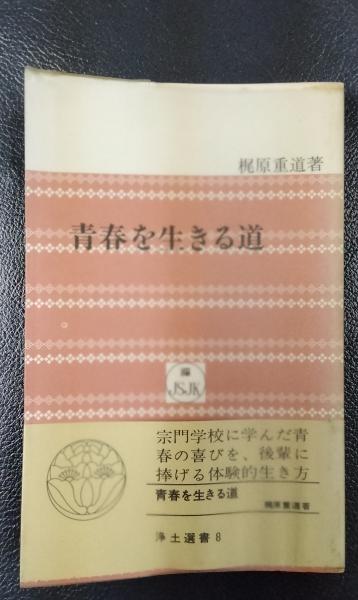 梶原重道著
青春を生きる道
編
JSJK
宗門学校に学んだ青
春の喜びを、後輩に
捧げる体験的生き方
青春を生きる道
梶原重道著
浄土選書8